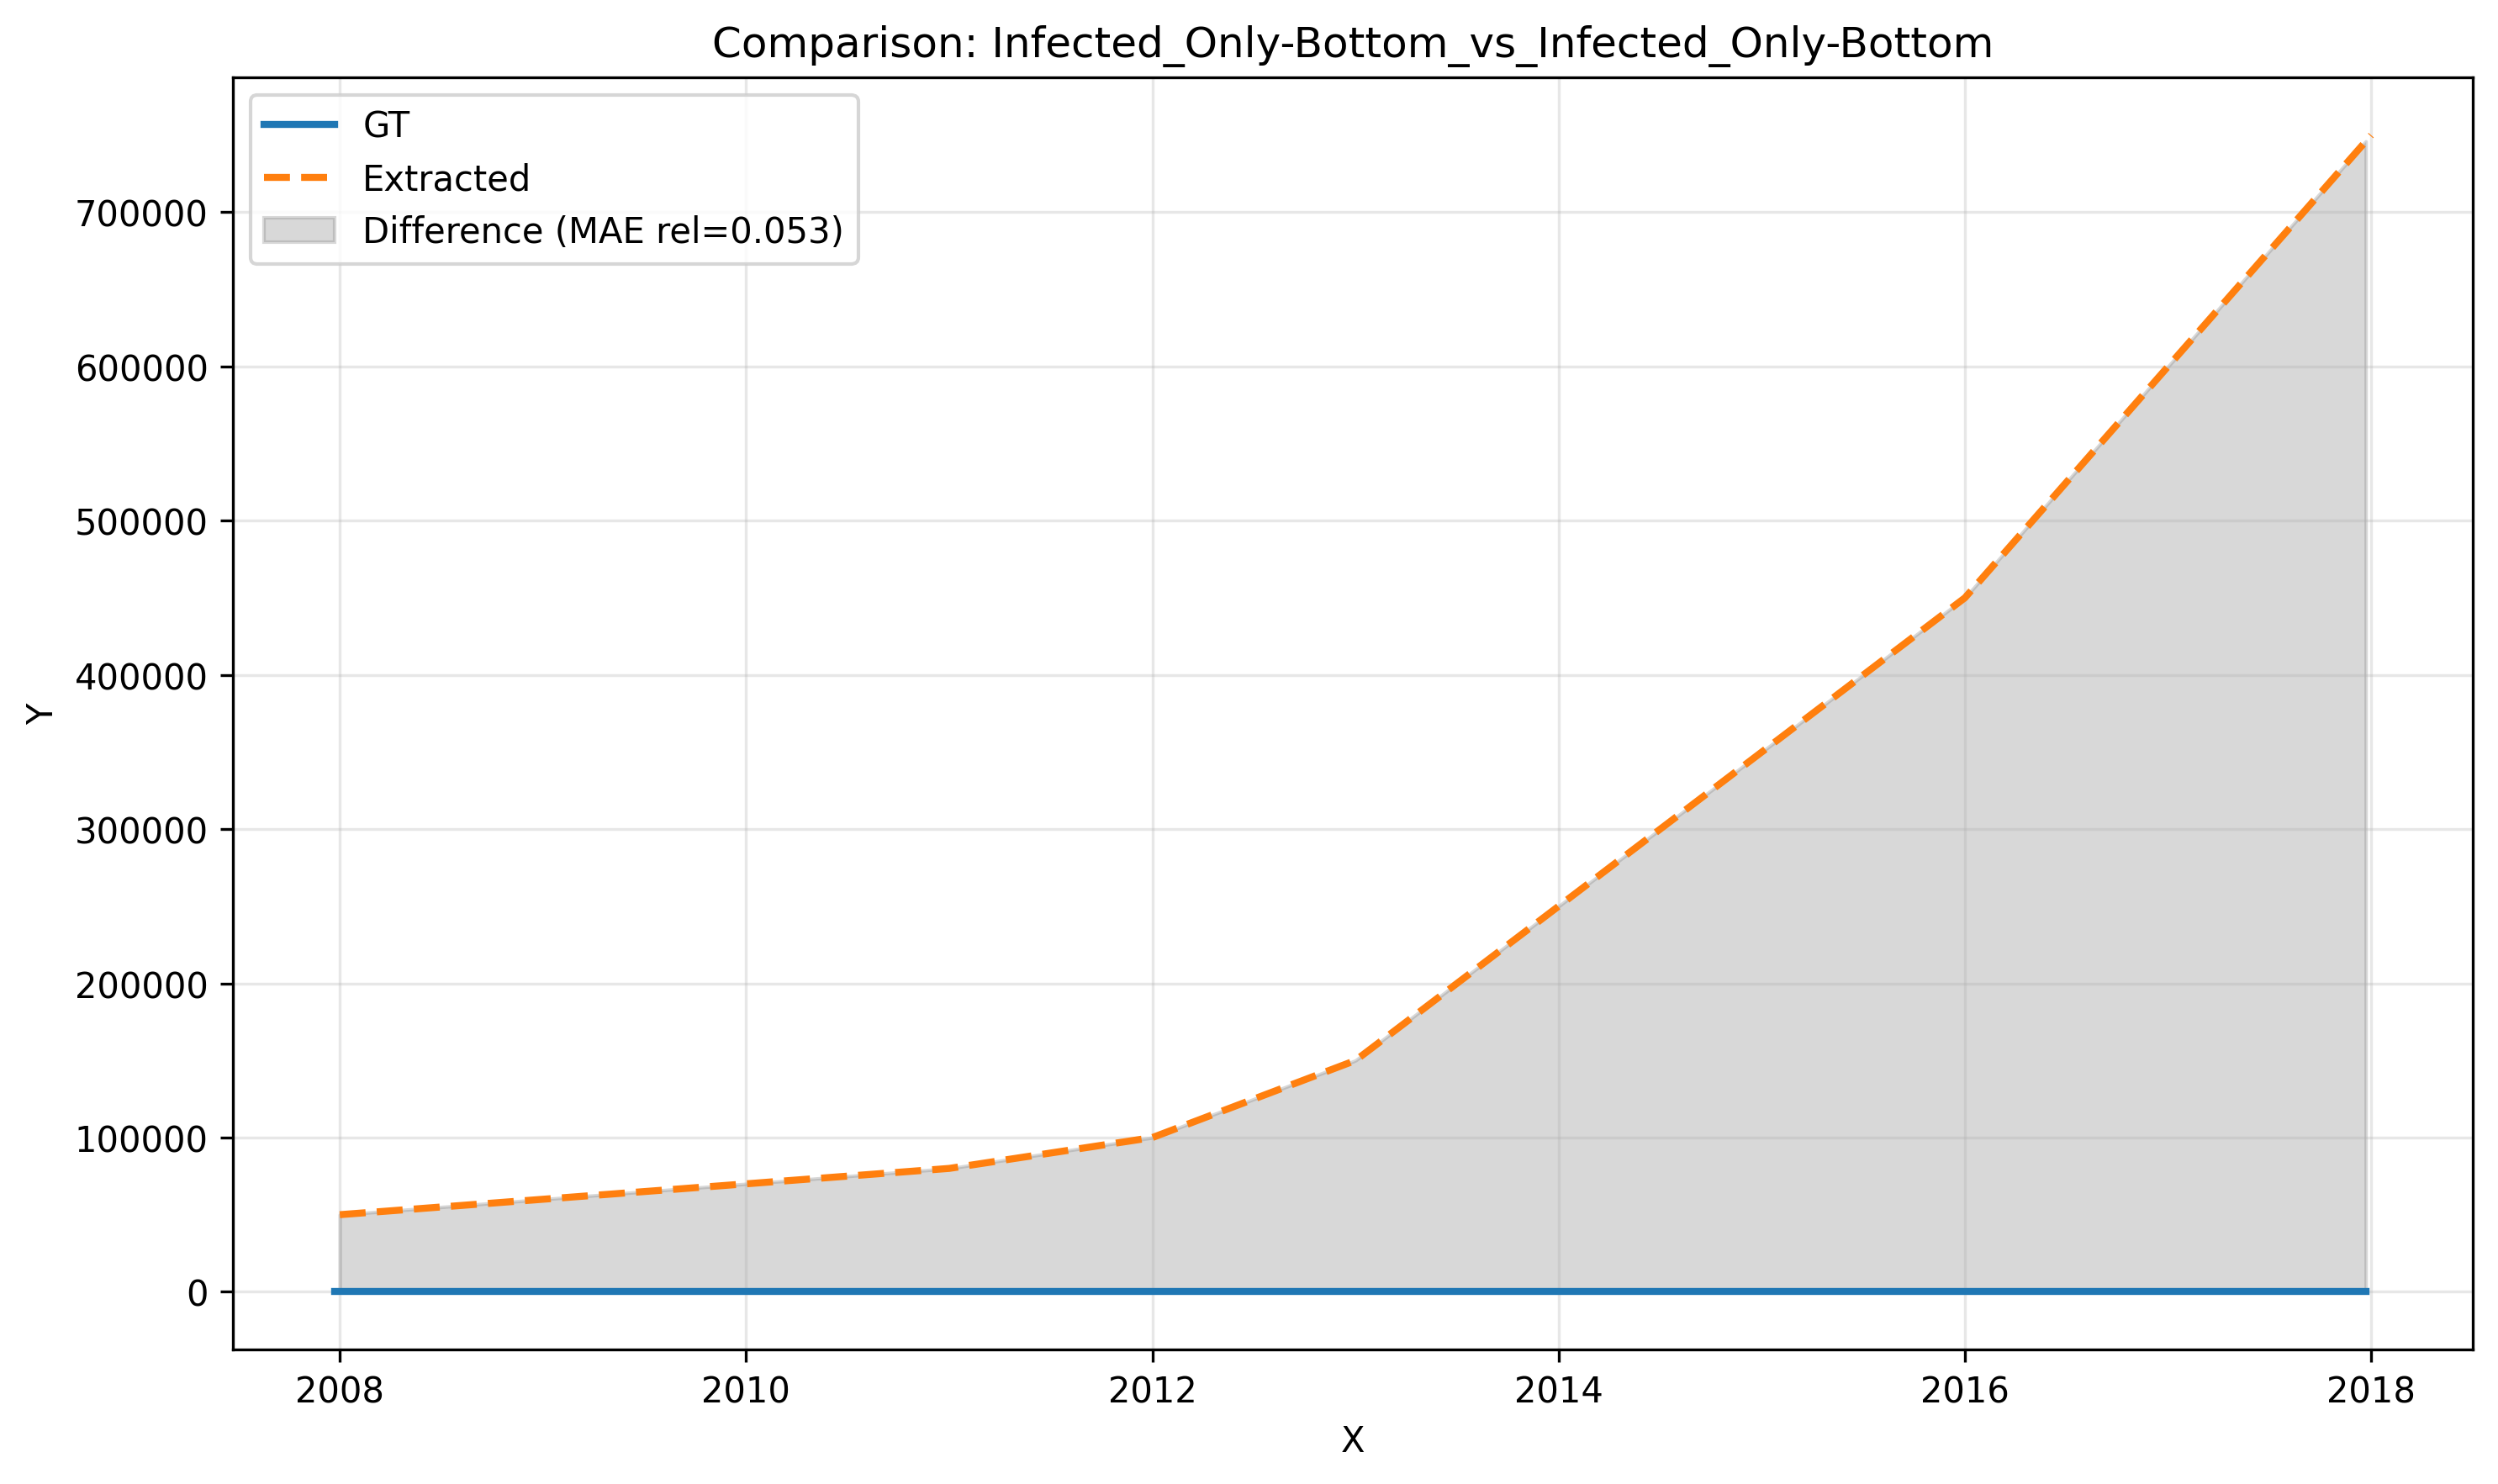 Comparison: Infected_Only-Bottom_vs_Infected_Only-Bottom
GT
Extracted
Difference (MAE rel=0.053)
700000
600000
500000
400000
300000
200000
100000
0
Y
2008 2010 2012 2014 2016 2018
X